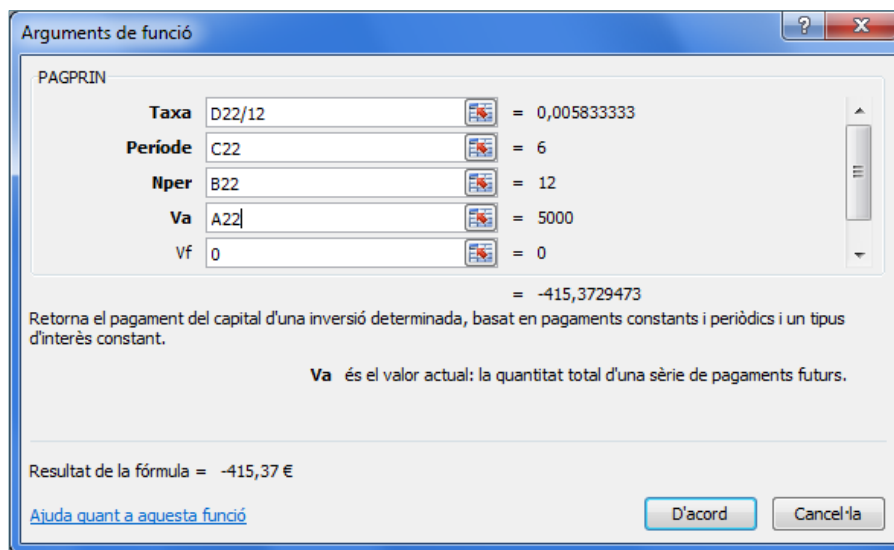 Arguments de funció
PAGPRIN
Taxa D22/12 = 0,005833333
Període C22 = 6
Nper B22 = 12
Va A22 = 5000
Vf 0 = 0
= -415,3729473
Retorna el pagament del capital d'una inversió determinada, basat en pagaments constants i periòdics i un tipus
d'interès constant.
Va és el valor actual: la quantitat total d'una sèrie de pagaments futurs.
Resultat de la fórmula = -415,37 €
Ajuda quant a aquesta funció D'acord Cancel·la